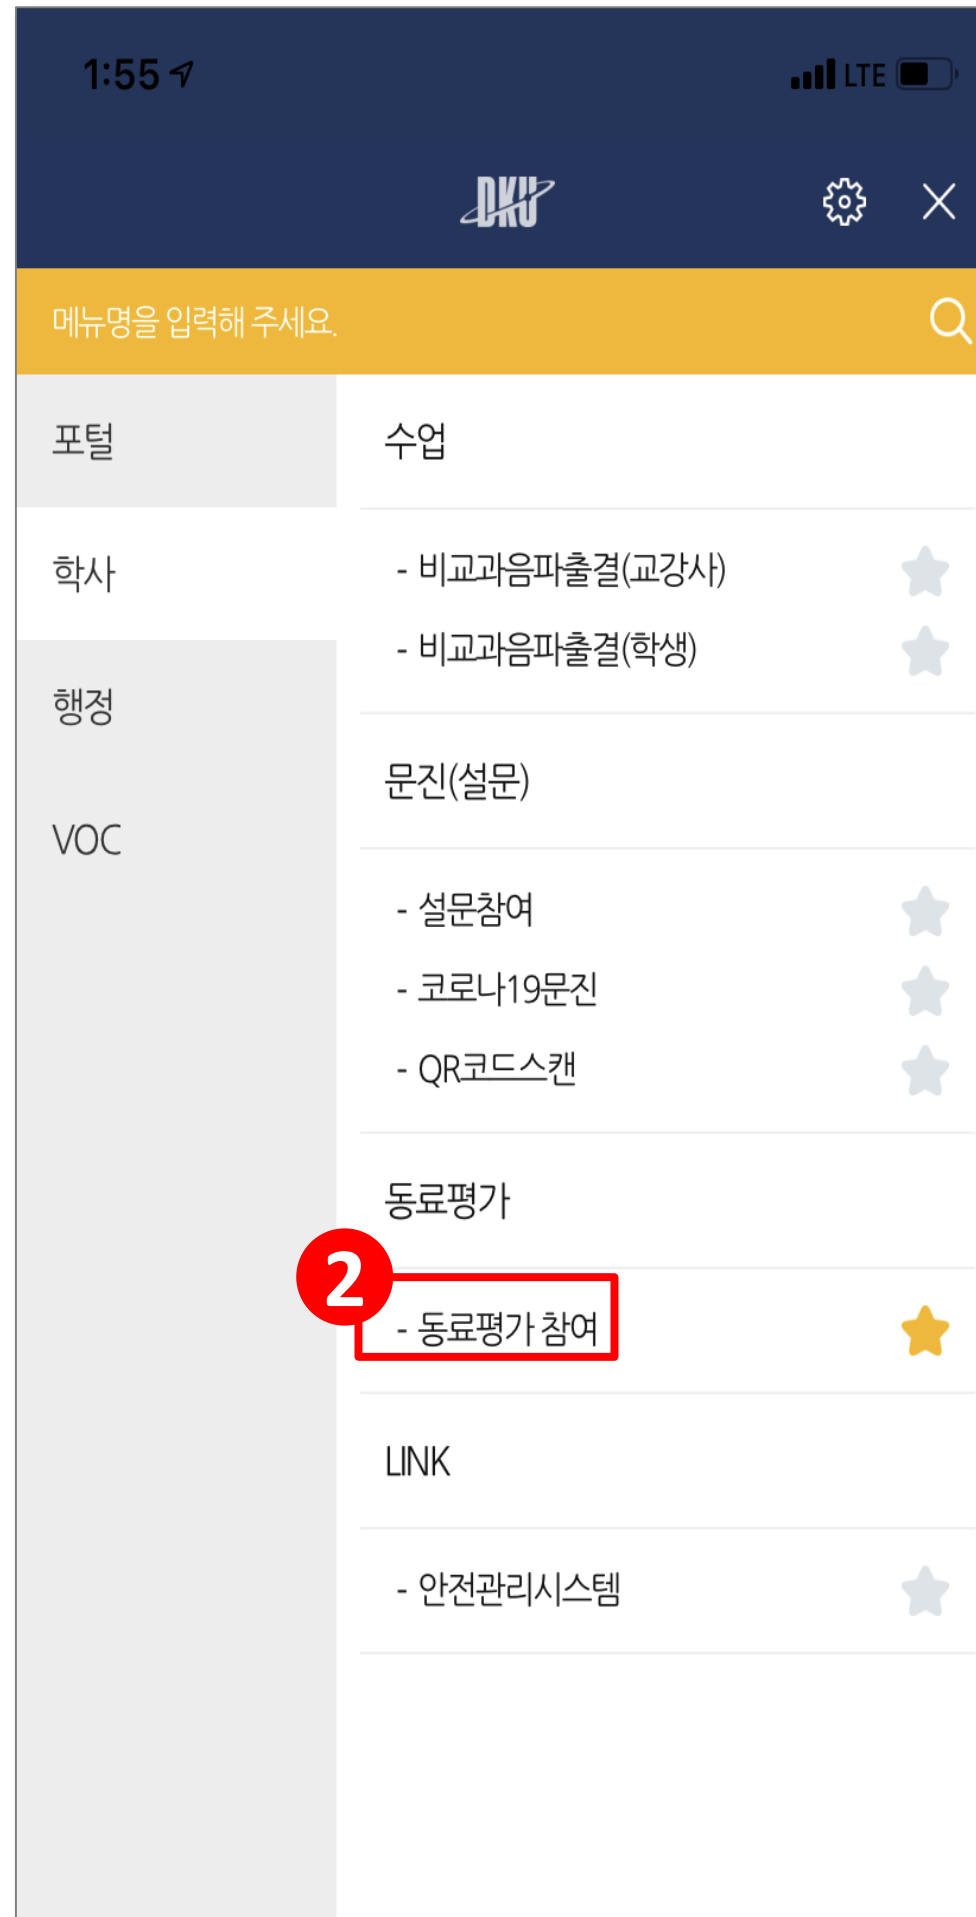 1:55
LTE
DKU
메뉴명을 입력해 주세요.
포털
학사
행정
VOC
수업
- 비교과음파출결(교강사)
- 비교과음파출결(학생)
문진(설문)
- 설문참여
- 코로나19문진
- QR코드스캔
동료평가
2
- 동료평가 참여
LINK
- 안전관리시스템